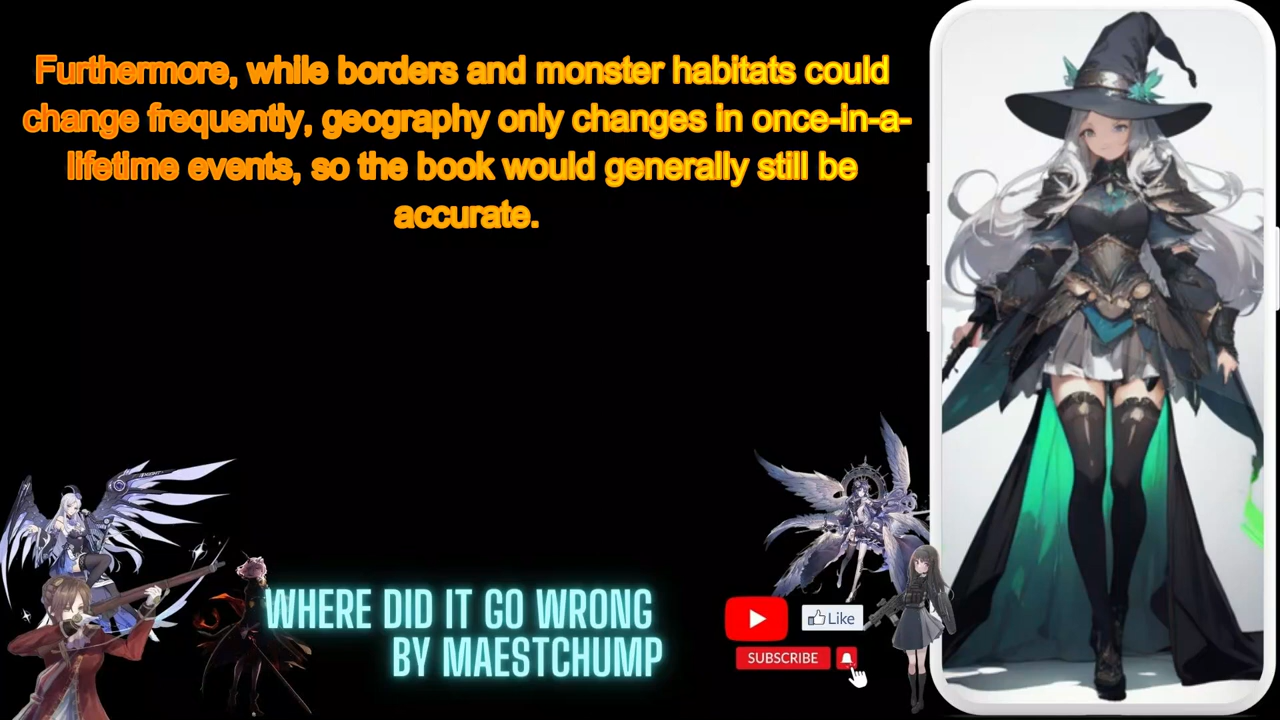 Furthermore, while borders and monster habitats could
change frequently, geography only changes in once-in-a-
lifetime events, so the book would generally still be
accurate.
WHERE DID IT GO WRONG
BY MAESTCHUMP
Like
SUBSCRIBE